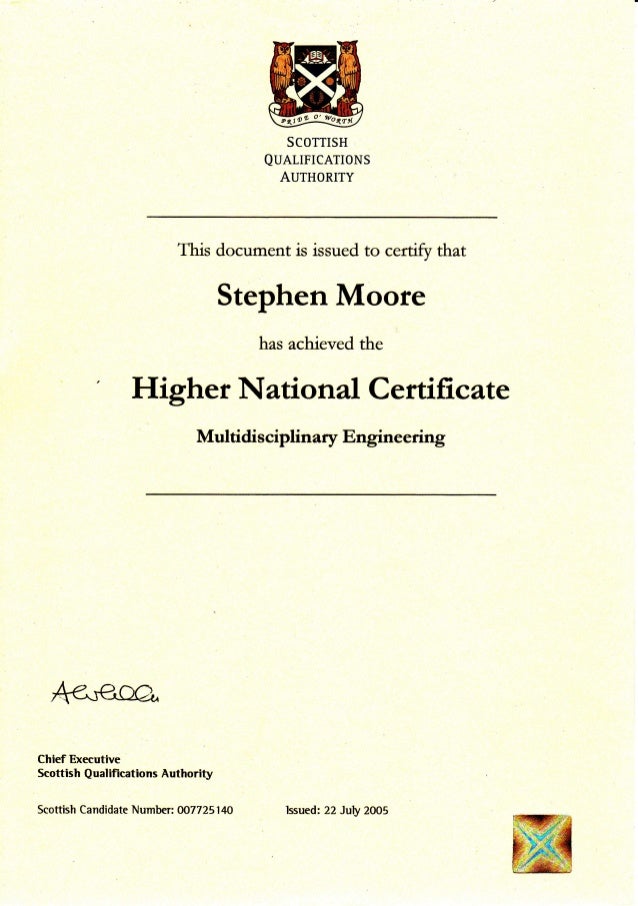 PRIDE O' WORTH
SCOTTISH
QUALIFICATIONS
AUTHORITY
This document is issued to certify that
Stephen Moore
has achieved the
Higher National Certificate
Multidisciplinary Engineering
Chief Executive
Scottish Qualifications Authority
Scottish Candidate Number: 007725140 Issued: 22 July 2005